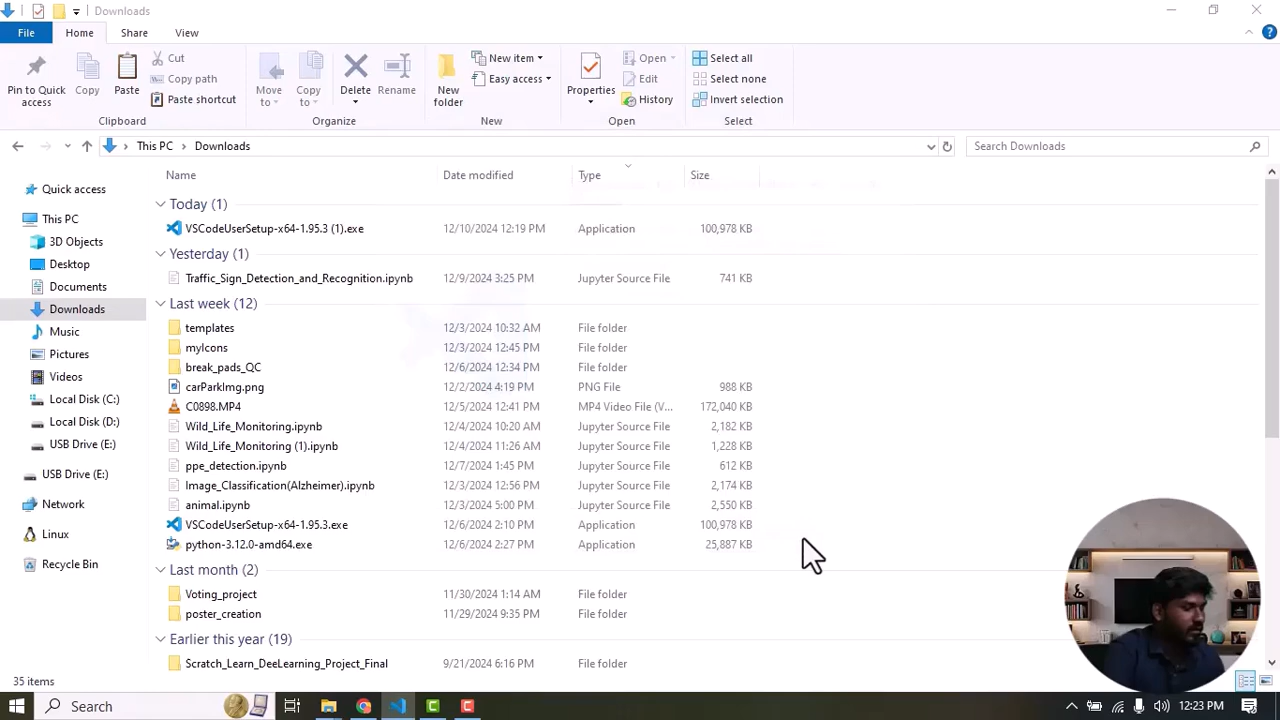 Downloads
File Home Share View
Pin to Quick access
Copy
Paste
Cut
Copy path
Paste shortcut
Clipboard
Move to
Copy to
Delete
Rename
Organize
New folder
New item
Easy access
New
Properties
Open
Edit
History
Open
Select all
Select none
Invert selection
Select
This PC Downloads
Search Downloads
Quick access
This PC
3D Objects
Desktop
Documents
Downloads
Music
Pictures
Videos
Local Disk (C:)
Local Disk (D:)
USB Drive (E:)
USB Drive (E:)
Network
Linux
Recycle Bin
Name Date modified Type Size
Today (1)
VSCodeUserSetup-x64-1.95.3 (1).exe 12/10/2024 12:19 PM Application 100,978 KB
Yesterday (1)
Traffic_Sign_Detection_and_Recognition.ipynb 12/9/2024 3:25 PM Jupyter Source File 741 KB
Last week (12)
templates 12/3/2024 10:32 AM File folder
myIcons 12/3/2024 12:45 PM File folder
break_pads_QC 12/6/2024 12:34 PM File folder
carParkImg.png 12/2/2024 4:19 PM PNG File 988 KB
C0898.MP4 12/5/2024 12:41 PM MP4 Video File (V... 172,040 KB
Wild_Life_Monitoring.ipynb 12/4/2024 10:20 AM Jupyter Source File 2,182 KB
Wild_Life_Monitoring (1).ipynb 12/4/2024 11:26 AM Jupyter Source File 1,228 KB
ppe_detection.ipynb 12/7/2024 1:45 PM Jupyter Source File 612 KB
Image_Classification(Alzheimer).ipynb 12/3/2024 12:56 PM Jupyter Source File 2,174 KB
animal.ipynb 12/3/2024 5:00 PM Jupyter Source File 2,550 KB
VSCodeUserSetup-x64-1.95.3.exe 12/6/2024 2:10 PM Application 100,978 KB
python-3.12.0-amd64.exe 12/6/2024 2:27 PM Application 25,887 KB
Last month (2)
Voting_project 11/30/2024 1:14 AM File folder
poster_creation 11/29/2024 9:35 PM File folder
Earlier this year (19)
Scratch_Learn_DeeLearning_Project_Final 9/21/2024 6:16 PM File folder
35 items
Search
12:23 PM